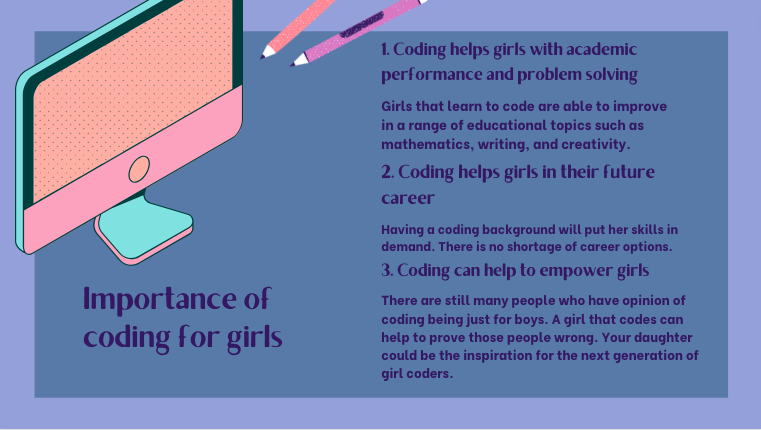 Importance of
coding for girls
1. Coding helps girls with academic
performance and problem solving
Girls that learn to code are able to improve
in a range of educational topics such as
mathematics, writing, and creativity.
2. Coding helps girls in their future
career
Having a coding background will put her skills in
demand. There is no shortage of career options.
3. Coding can help to empower girls
There are still many people who have opinion of
coding being just for boys. A girl that codes can
help to prove those people wrong. Your daughter
could be the inspiration for the next generation of
girl coders.